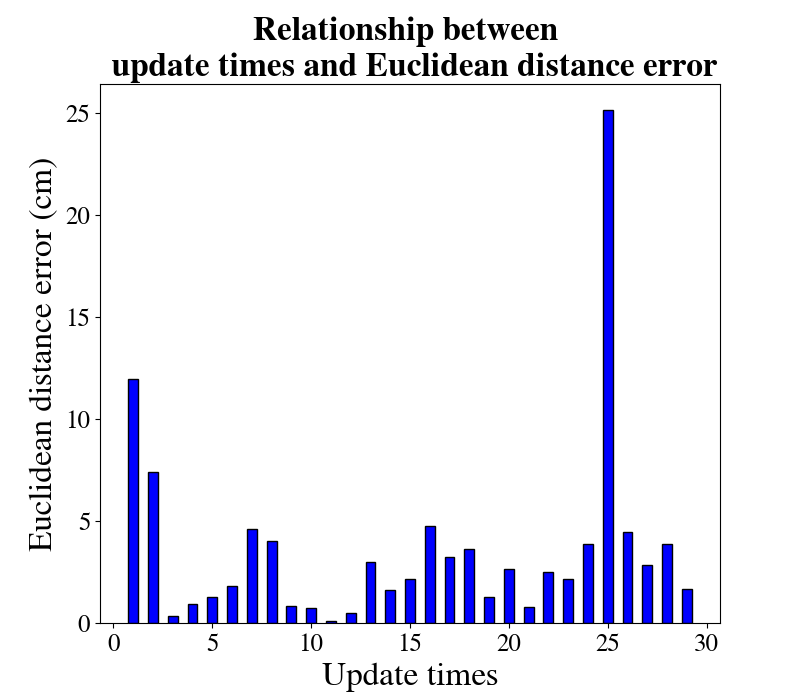 Relationship between
update times and Euclidean distance error
Euclidean distance error (cm)
25
20
15
10
5
0
0 5 10 15 20 25 30
Update times